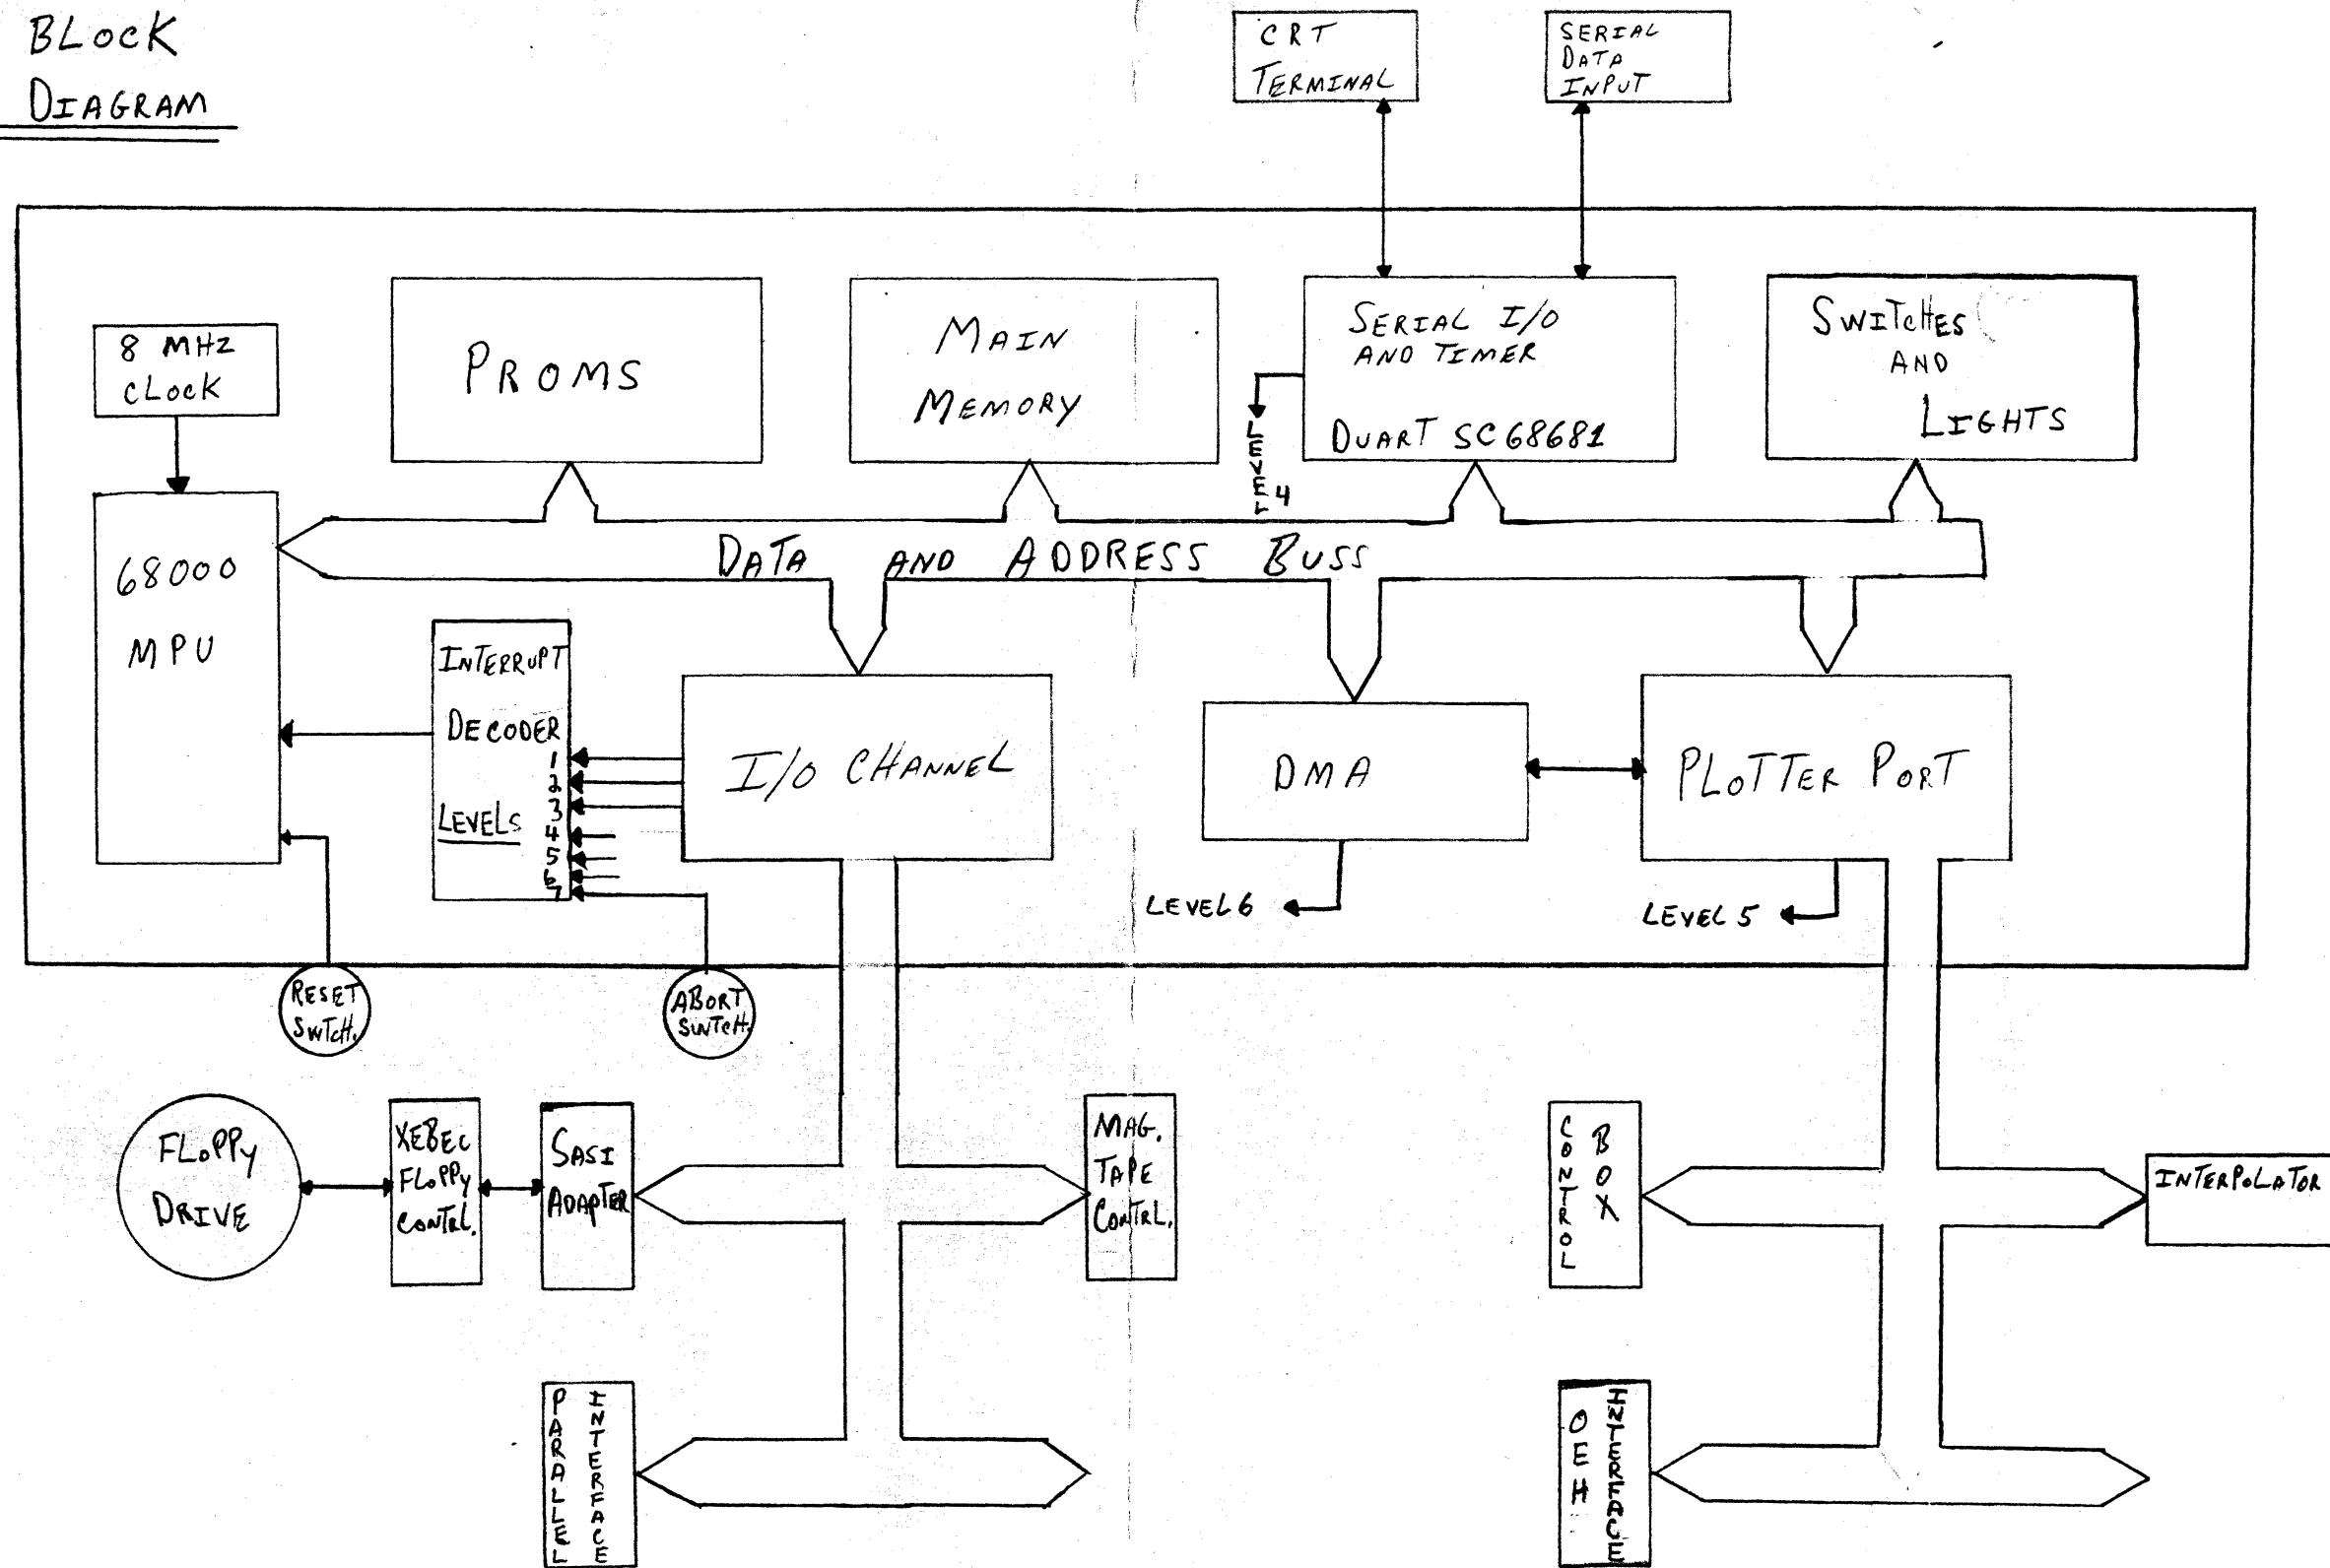 BLOCK
DIAGRAM
CRT
TERMINAL
SERIAL
DATA
INPUT
8 MHZ
CLOCK
PROMS
MAIN
MEMORY
SERIAL I/O
AND TIMER
DUART SC68681
SWITCHES
AND
LIGHTS
LEVEL 4
68000
MPU
DATA AND ADDRESS BUSS
INTERRUPT
DECODER
LEVELS
1
2
3
4
5
6
7
I/O CHANNEL
DMA
PLOTTER PORT
LEVEL 6
LEVEL 5
RESET
SWTCH.
ABORT
SWTCH.
FLOPPY
DRIVE
XEBEC
FLOPPY
CONTRL.
SASI
ADAPTER
MAG.
TAPE
CONTRL.
CONTROL
BOX
INTERPOLATOR
PARALLEL
INTERFACE
OEH
INTERFACE